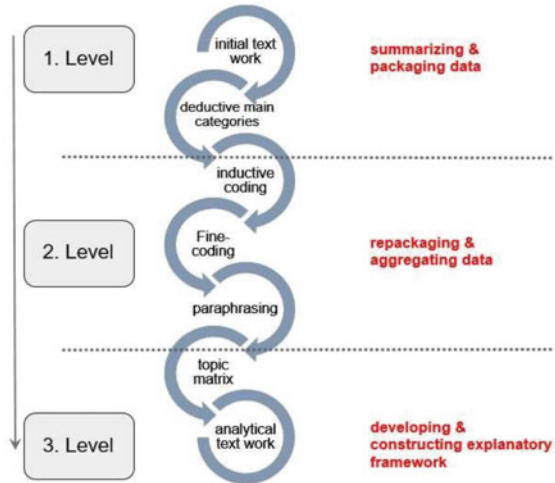 1. Level
initial text
work
summarizing &
packaging data
deductive main
categories
inductive
coding
2. Level
Fine-
coding
repackaging &
aggregating data
paraphrasing
topic
matrix
3. Level
analytical
text work
developing &
constructing explanatory
framework